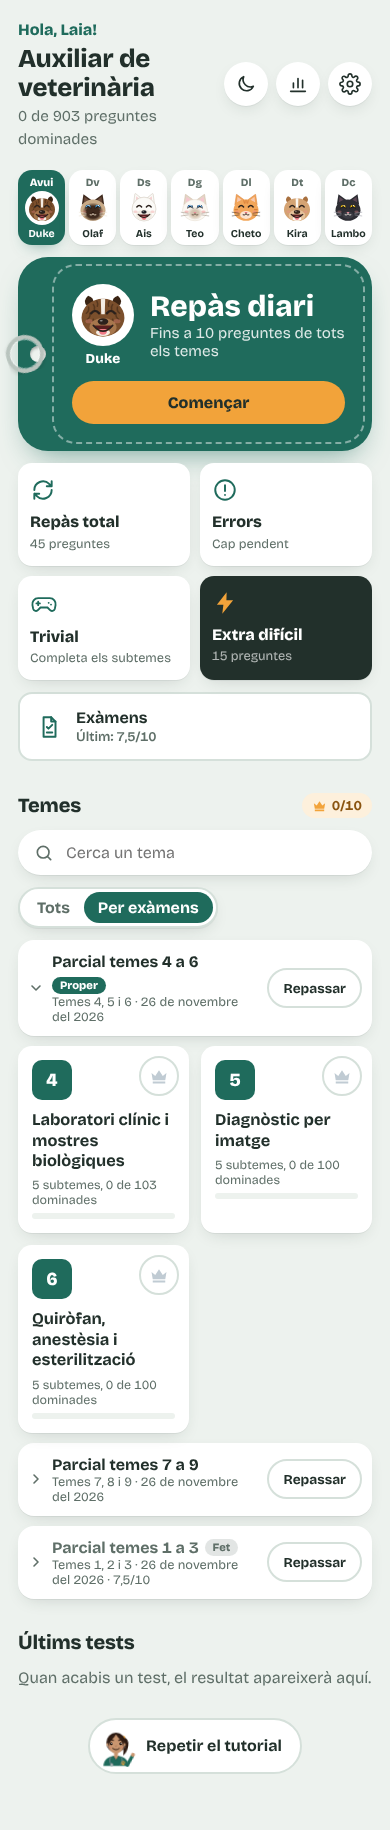 Hola, Laia!
Auxiliar de
veterinària
0 de 903 preguntes
dominades
Avui
Duke
Dv
Olaf
Ds
Ais
Dg
Teo
Dl
Cheto
Dt
Kira
Dc
Lambo
Duke
Repàs diari
Fins a 10 preguntes de tots
els temes
Començar
Repàs total
45 preguntes
Errors
Cap pendent
Trivial
Completa els subtemes
Extra difícil
15 preguntes
Exàmens
Últim: 7,5/10
Temes
0/10
Cerca un tema
Tots
Per exàmens
Parcial temes 4 a 6
Proper
Temes 4, 5 i 6 · 26 de novembre
del 2026
Repassar
4
Laboratori clínic i
mostres
biològiques
5 subtemes, 0 de 103
dominades
5
Diagnòstic per
imatge
5 subtemes, 0 de 100
dominades
6
Quiròfan,
anestèsia i
esterilització
5 subtemes, 0 de 100
dominades
Parcial temes 7 a 9
Temes 7, 8 i 9 · 26 de novembre
del 2026
Repassar
Parcial temes 1 a 3 Fet
Temes 1, 2 i 3 · 26 de novembre
del 2026 · 7,5/10
Repassar
Últims tests
Quan acabis un test, el resultat apareixerà aquí.
Repetir el tutorial